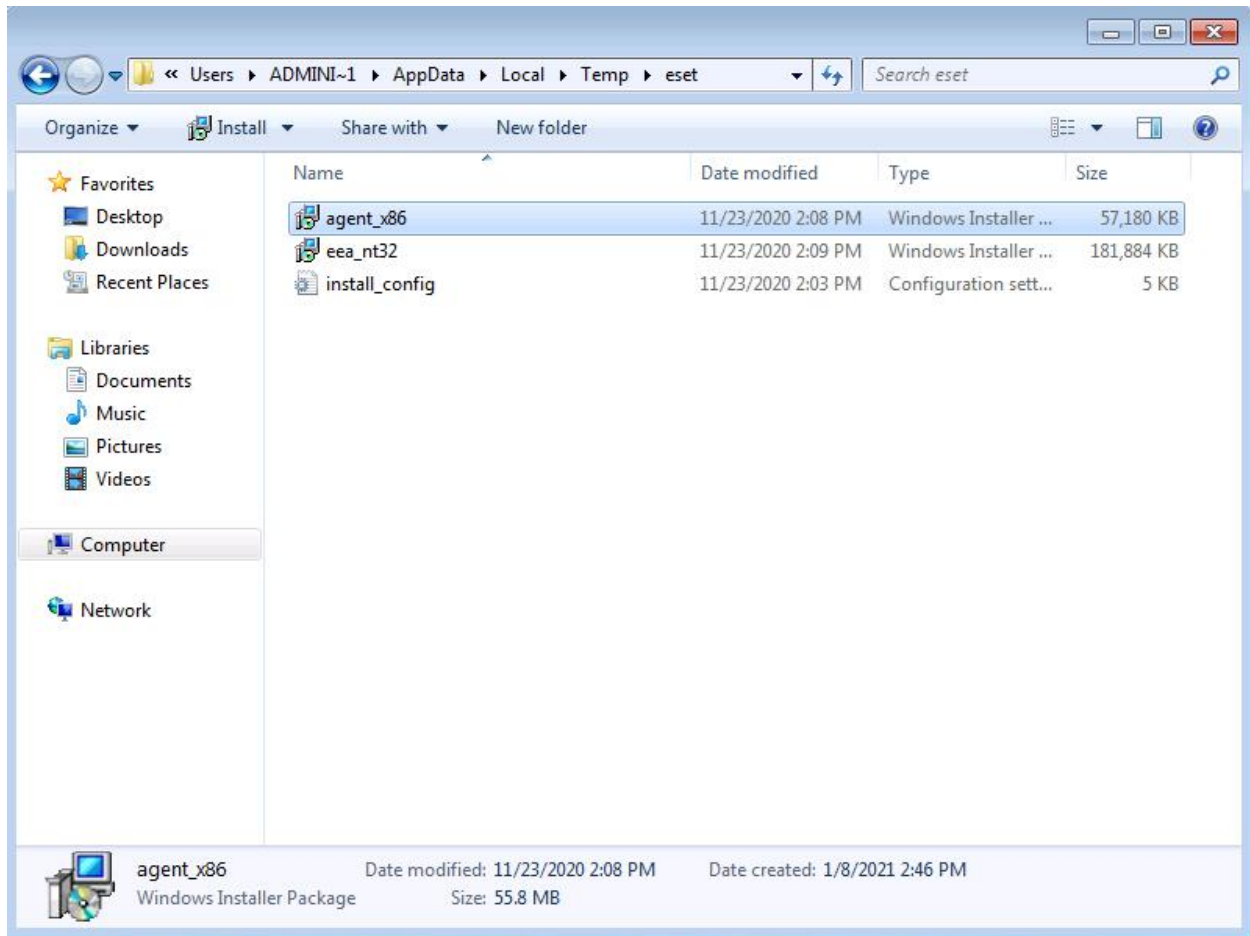 « Users ▸ ADMINI~1 ▸ AppData ▸ Local ▸ Temp ▸ eset Search eset
Organize Install Share with New folder
Name Date modified Type Size
Favorites
Desktop
Downloads
Recent Places
Libraries
Documents
Music
Pictures
Videos
Computer
Network
agent_x86 11/23/2020 2:08 PM Windows Installer ... 57,180 KB
eea_nt32 11/23/2020 2:09 PM Windows Installer ... 181,884 KB
install_config 11/23/2020 2:03 PM Configuration sett... 5 KB
agent_x86 Date modified: 11/23/2020 2:08 PM Date created: 1/8/2021 2:46 PM
Windows Installer Package Size: 55.8 MB